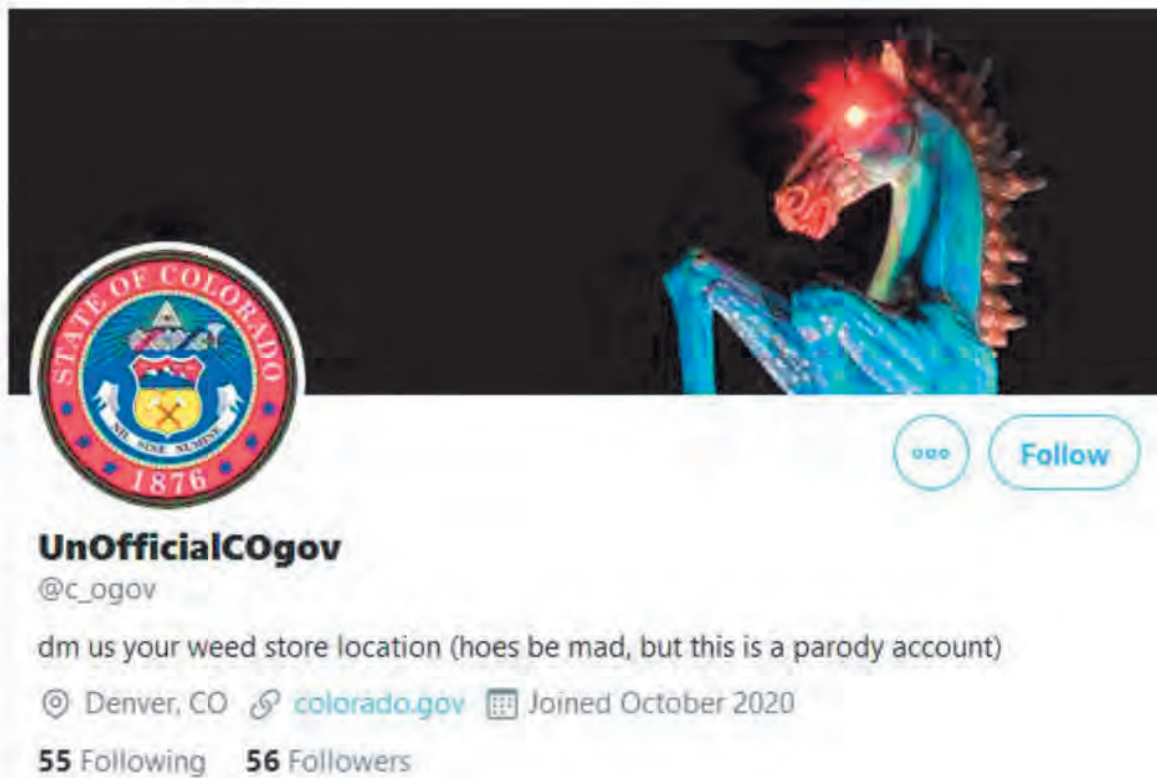 STATE OF COLORADO
NIL SINE NUMINE
1876
Follow
UnOfficialCOgov
@c_ogov
dm us your weed store location (hoes be mad, but this is a parody account)
Denver, CO colorado.gov Joined October 2020
55 Following 56 Followers